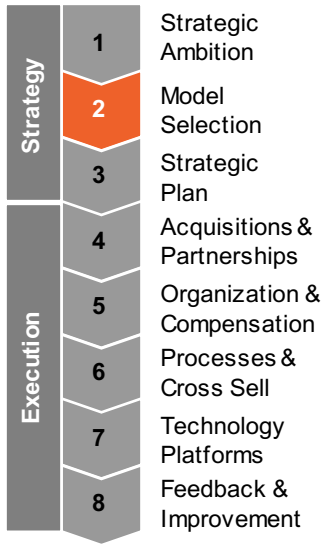 Strategy
1
Strategic
Ambition
2
Model
Selection
3
Strategic
Plan
Execution
4
Acquisitions &
Partnerships
5
Organization &
Compensation
6
Processes &
Cross Sell
7
Technology
Platforms
8
Feedback &
Improvement